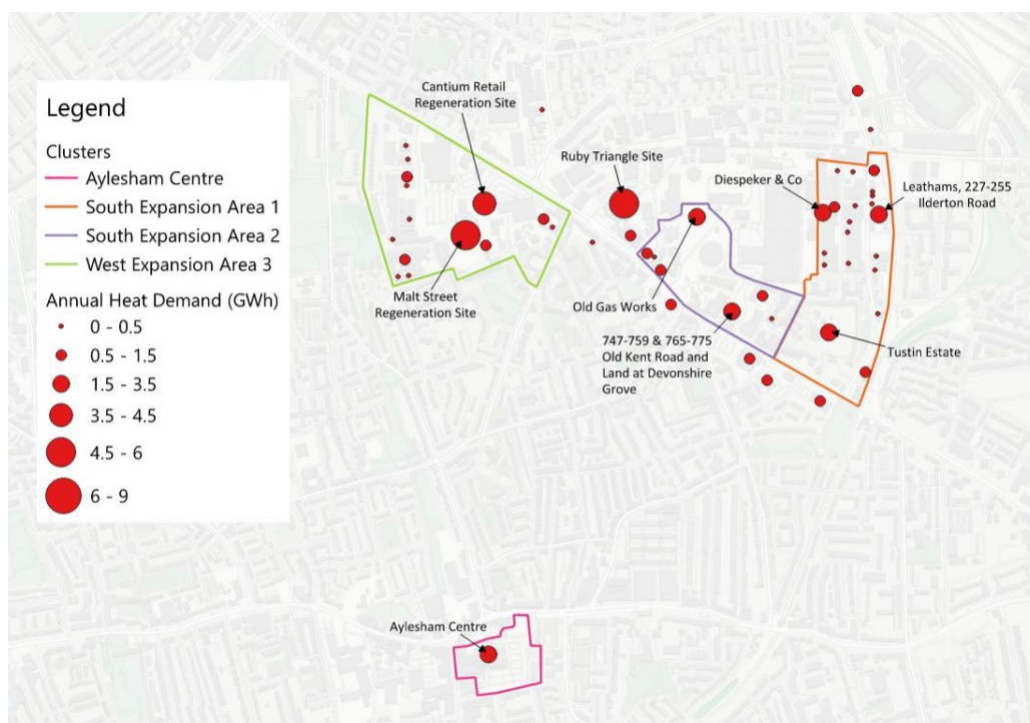 Legend
Clusters
Aylesham Centre
South Expansion Area 1
South Expansion Area 2
West Expansion Area 3
Annual Heat Demand (GWh)
0 - 0.5
0.5 - 1.5
1.5 - 3.5
3.5 - 4.5
4.5 - 6
6 - 9
Cantium Retail
Regeneration Site
Malt Street
Regeneration Site
Ruby Triangle Site
Old Gas Works
747-759 & 765-775
Old Kent Road and
Land at Devonshire
Grove
Diespeker & Co
Leathams, 227-255
Ilderton Road
Tustin Estate
Aylesham Centre